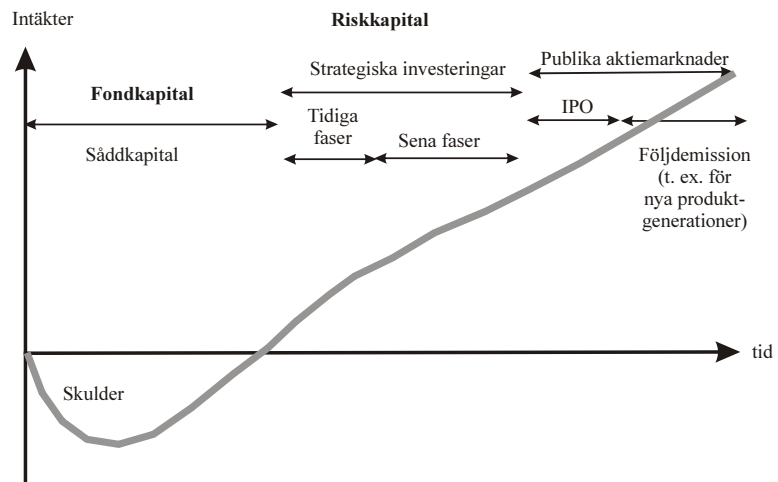 Intäkter
Riskkapital
Publika aktiemarknader
Strategiska investeringar
Fondkapital
IPO
Tidiga
faser
Sena faser
Såddkapital
Följdemission
(t. ex. för
nya produkt-
generationer)
tid
Skulder